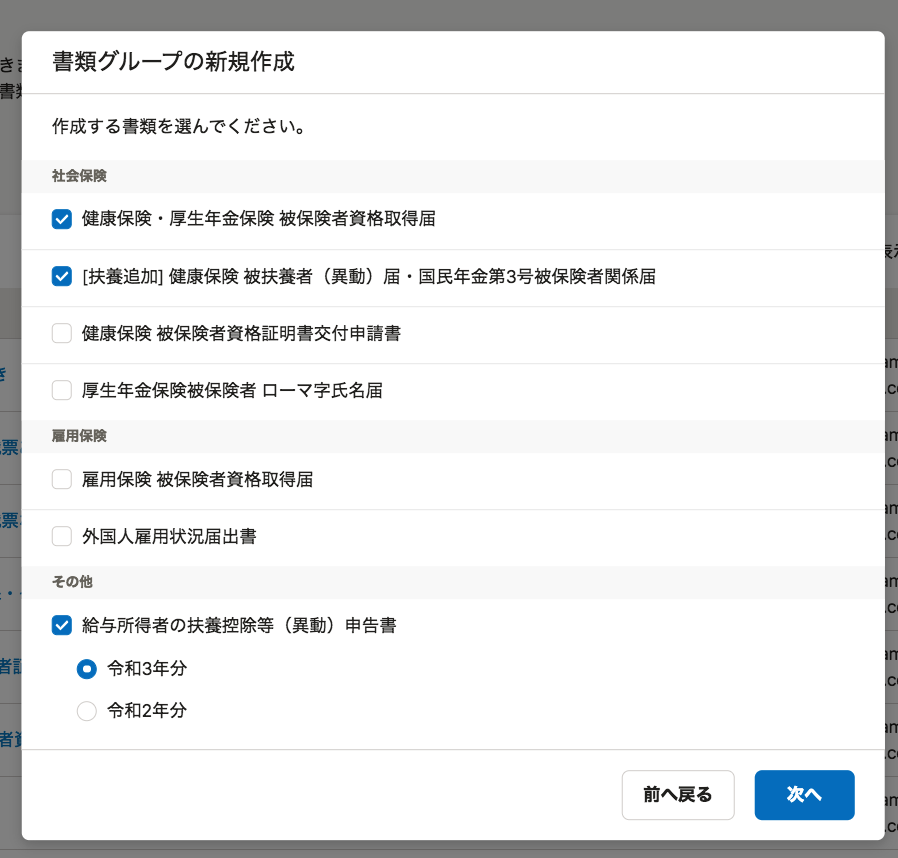 書類グループの新規作成
作成する書類を選んでください。
社会保険
健康保険・厚生年金保険 被保険者資格取得届
[扶養追加] 健康保険 被扶養者（異動）届・国民年金第3号被保険者関係届
健康保険 被保険者資格証明書交付申請書
厚生年金保険被保険者 ローマ字氏名届
雇用保険
雇用保険 被保険者資格取得届
外国人雇用状況届出書
その他
給与所得者の扶養控除等（異動）申告書
令和3年分
令和2年分
前へ戻る
次へ